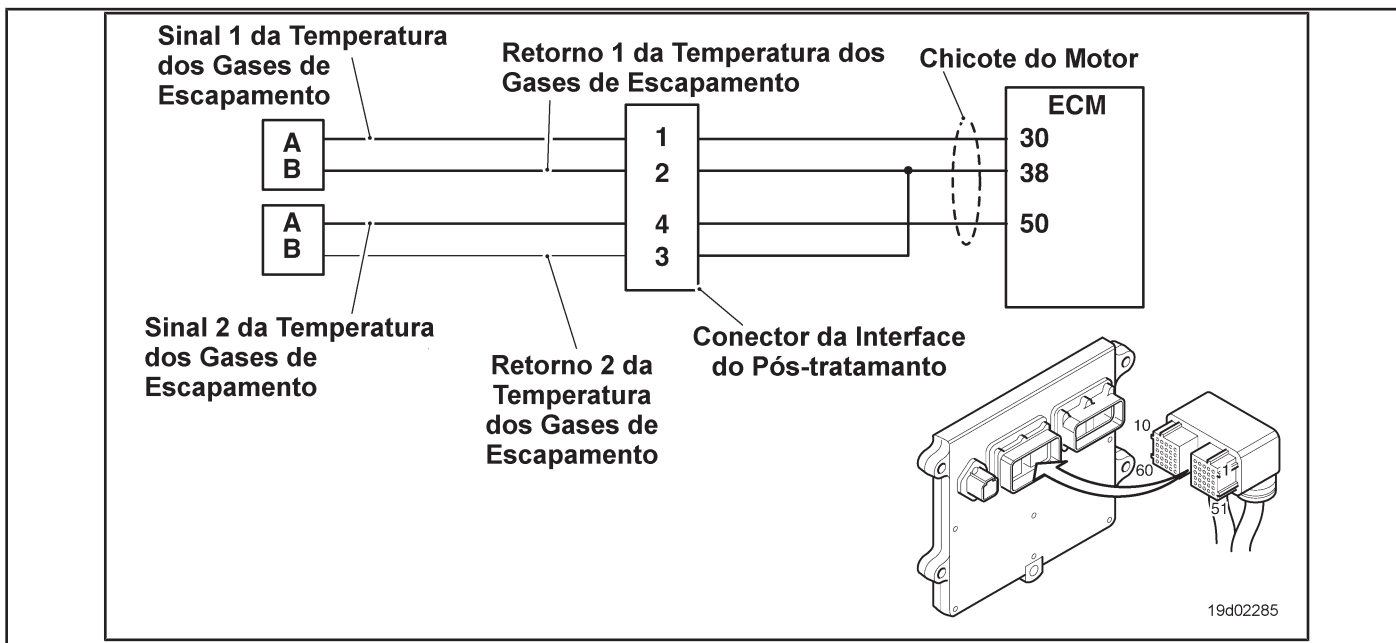 Sinal 1 da Temperatura
dos Gases de
Escapamento
Retorno 1 da Temperatura dos
Gases de Escapamento
Chicote do Motor
ECM
A
B
1
2
30
38
A
B
4
3
50
Sinal 2 da Temperatura
dos Gases de
Escapamento
Retorno 2 da
Temperatura
dos Gases de
Escapamento
Conector da Interface
do Pós-tratamanto
10
60
1
51
19d02285